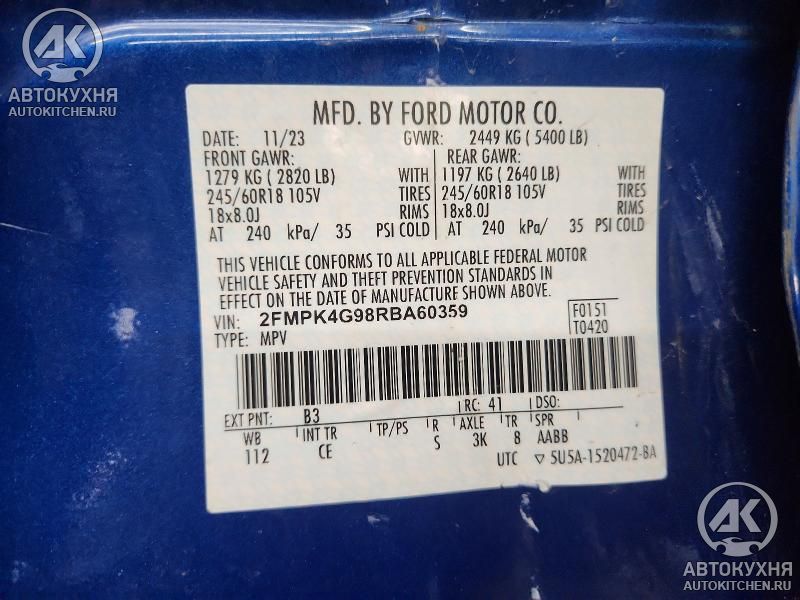 АК
АВТОКУХНЯ
AUTOKITCHEN.RU
MFD. BY FORD MOTOR CO.
DATE: 11/23 GVWR: 2449 KG ( 5400 LB)
FRONT GAWR: REAR GAWR:
1279 KG ( 2820 LB) WITH 1197 KG ( 2640 LB) WITH
245/60R18 105V TIRES 245/60R18 105V TIRES
18x8.0J RIMS 18x8.0J RIMS
AT 240 kPa/ 35 PSI COLD AT 240 kPa/ 35 PSI COLD
THIS VEHICLE CONFORMS TO ALL APPLICABLE FEDERAL MOTOR
VEHICLE SAFETY AND THEFT PREVENTION STANDARDS IN
EFFECT ON THE DATE OF MANUFACTURE SHOWN ABOVE.
VIN: 2FMPK4G98RBA60359 F0151
TYPE: MPV T0420
EXT PNT: B3 RC: 41 DSO:
WB INT TR TP/PS R AXLE TR SPR
112 CE S 3K 8 AABB
UTC ▽ 5U5A-1520472-BA
АК
АВТОКУХНЯ
AUTOKITCHEN.RU